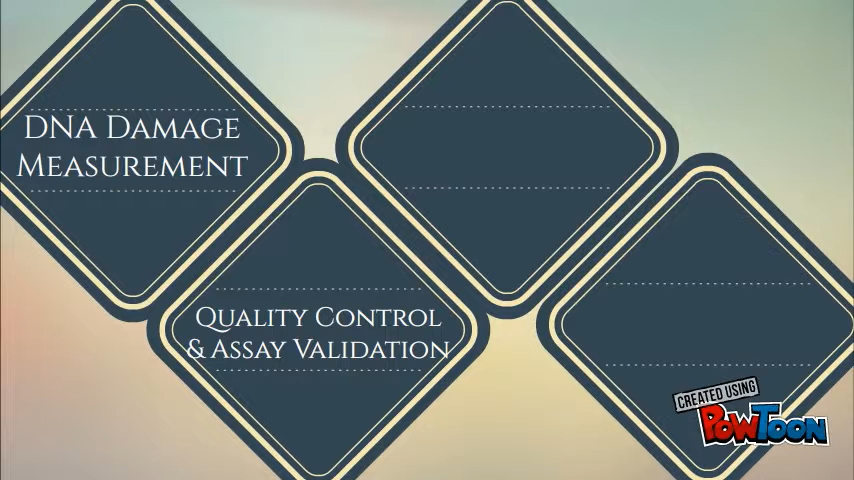 DNA Damage
Measurement
Quality Control
& Assay Validation
CREATED USING
PowToon